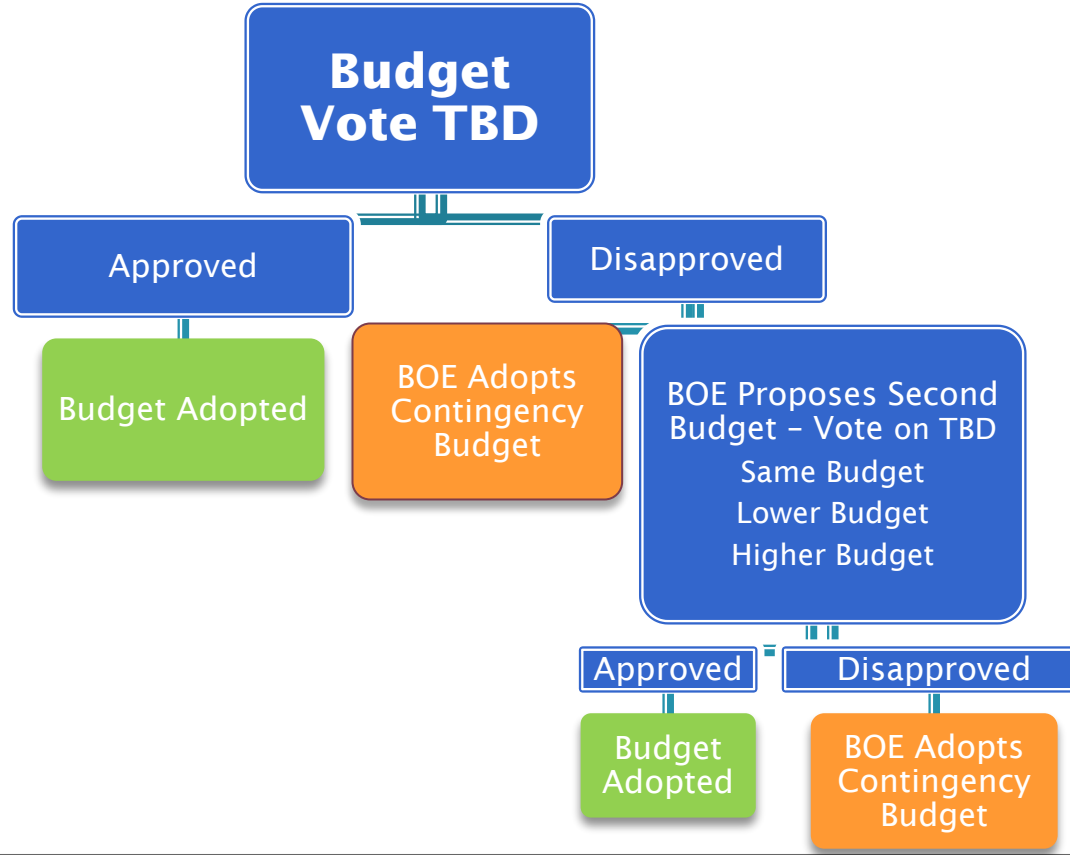 Budget
Vote TBD
Approved
Disapproved
Budget Adopted
BOE Adopts
Contingency
Budget
BOE Proposes Second
Budget – Vote on TBD
Same Budget
Lower Budget
Higher Budget
Approved
Disapproved
Budget
Adopted
BOE Adopts
Contingency
Budget